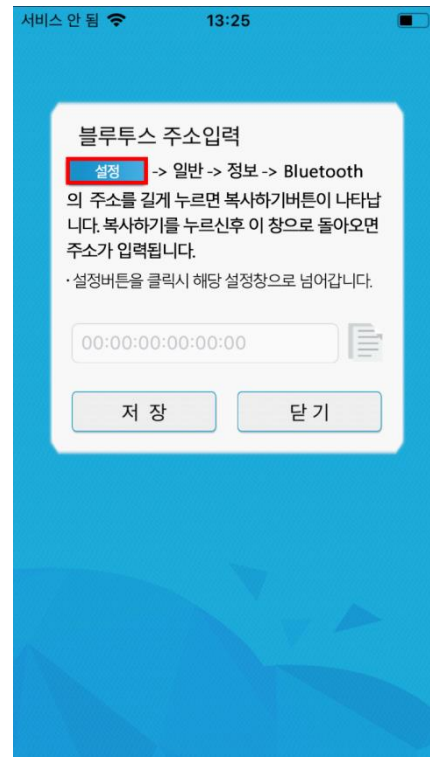 서비스 안 됨 13:25
블루투스 주소입력
설정 -> 일반 -> 정보 -> Bluetooth
의 주소를 길게 누르면 복사하기버튼이 나타납
니다. 복사하기를 누르신후 이 창으로 돌아오면
주소가 입력됩니다.
·설정버튼을 클릭시 해당 설정창으로 넘어갑니다.
00:00:00:00:00:00
저 장 닫 기